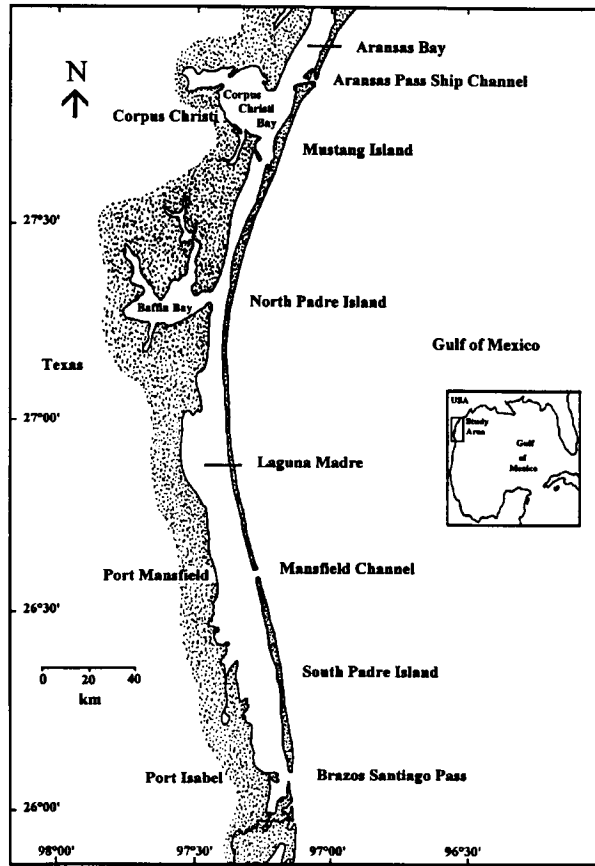 Aransas Bay
N
Aransas Pass Ship Channel
Corpus
Christi
Bay
Corpus Christi
Mustang Island
27°30'
North Padre Island
Baffin Bay
Gulf of Mexico
Texas
USA
Study
Area
Gulf
of
Mexico
27°00'
Laguna Madre
Port Mansfield
Mansfield Channel
26°30'
0 20 40
km
South Padre Island
Port Isabel
Brazos Santiago Pass
26°00'
98°00' 97°30' 97°00' 96°30'